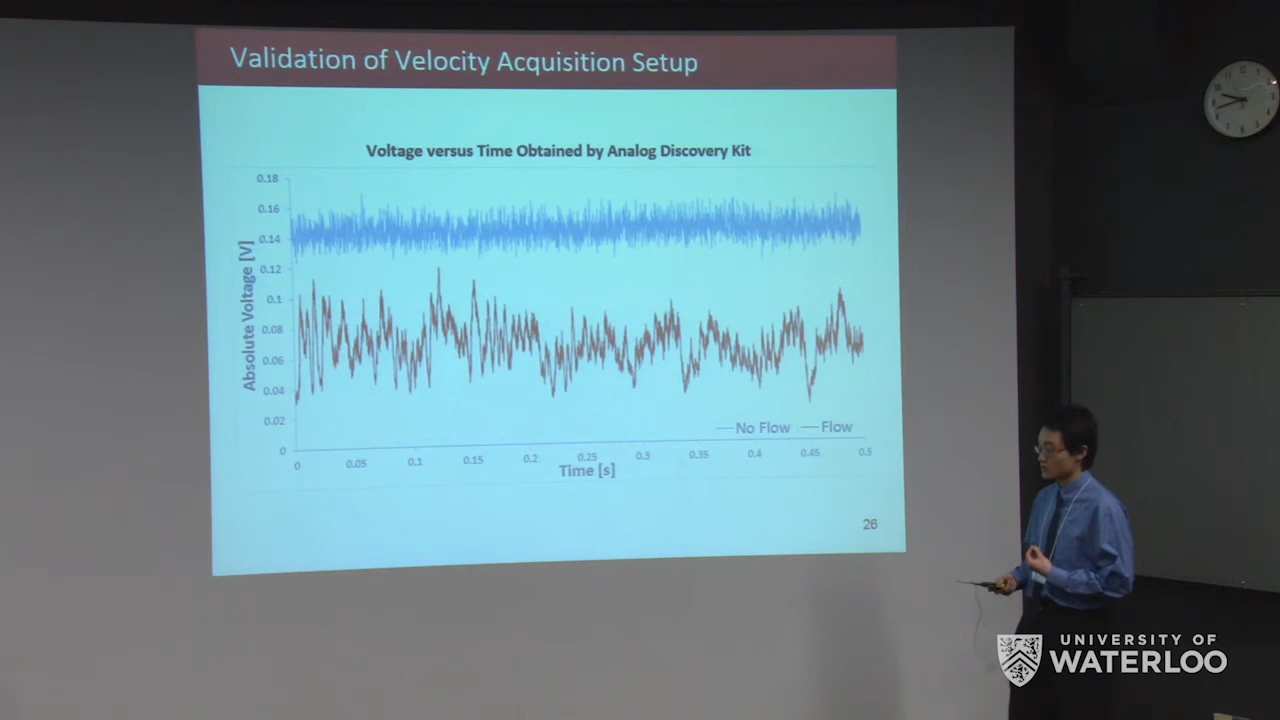 Validation of Velocity Acquisition Setup
Voltage versus Time Obtained by Analog Discovery Kit
Absolute Voltage [V]
0.18
0.16
0.14
0.12
0.1
0.08
0.06
0.04
0.02
0
No Flow Flow
0 0.05 0.1 0.15 0.2 0.25 0.3 0.35 0.4 0.45 0.5
Time [s]
26
UNIVERSITY OF
WATERLOO